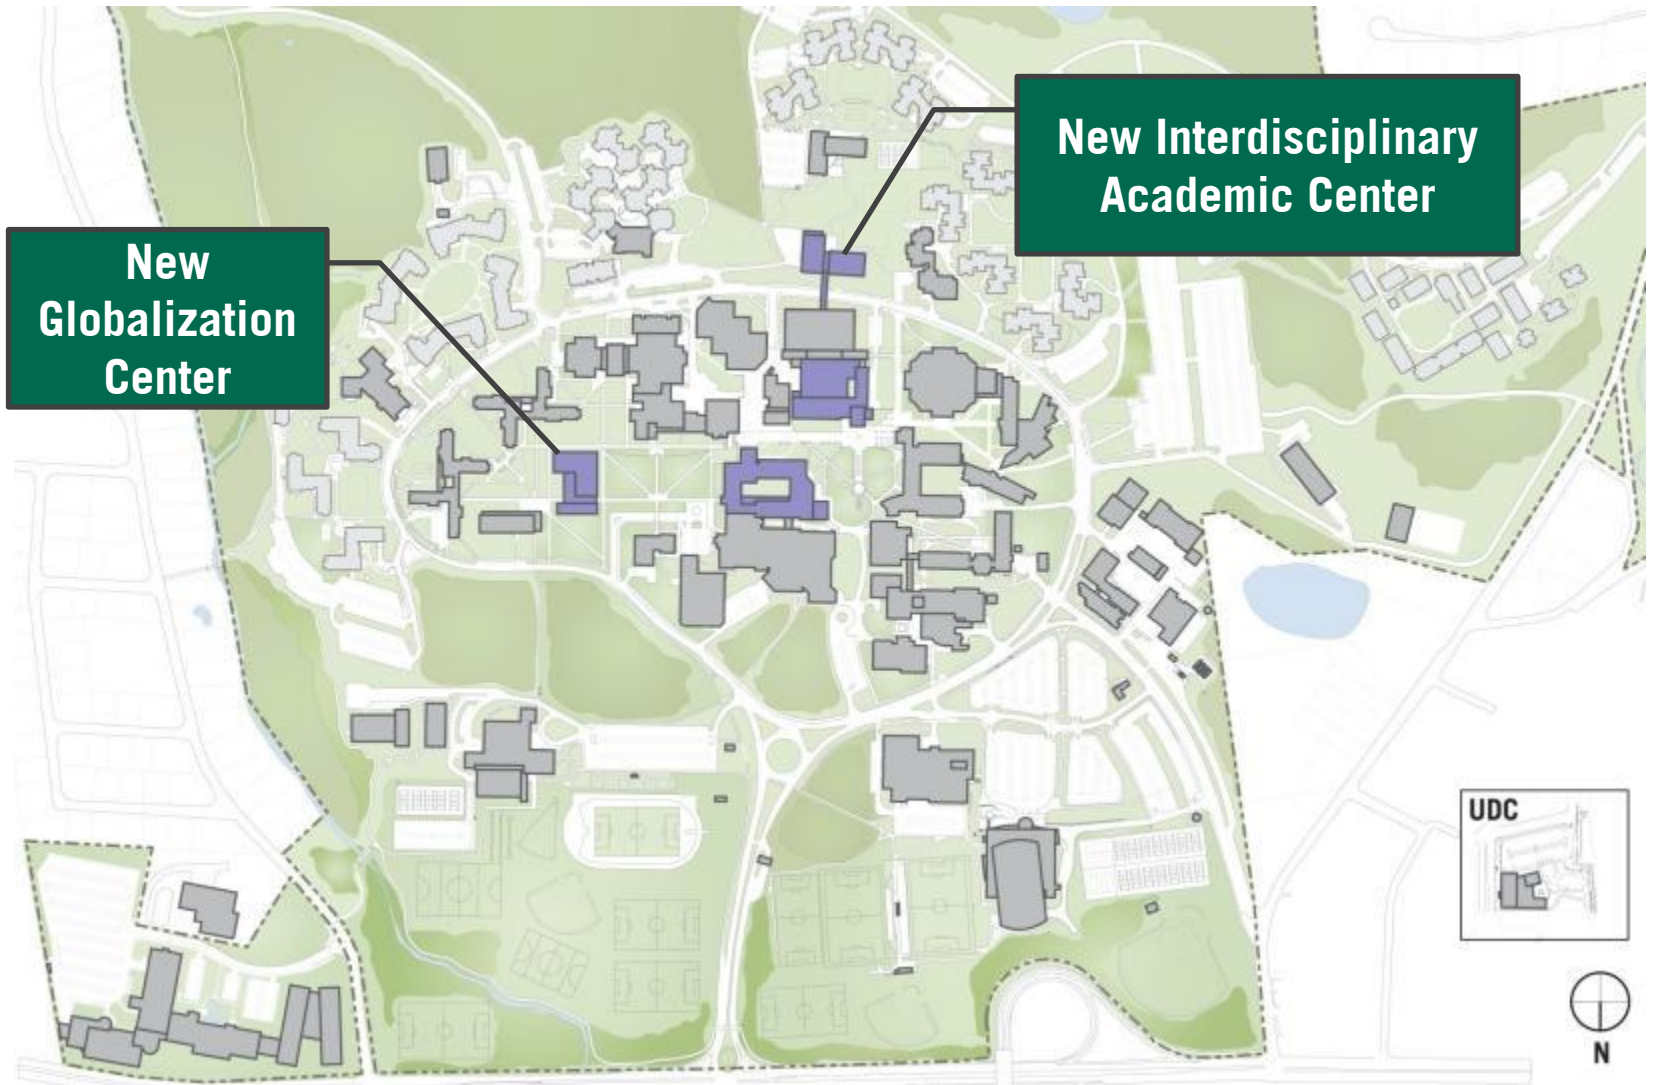 New Interdisciplinary
Academic Center
New
Globalization
Center
UDC
N